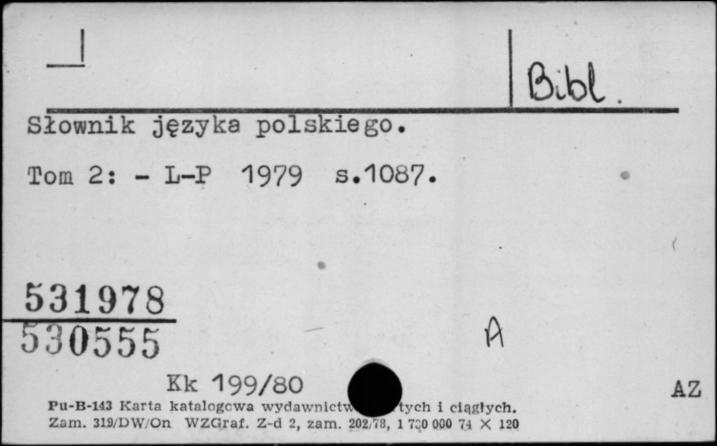 Bibl.
Słownik języka polskiego.
Tom 2: - L-P 1979 s.1087.
531978
530555
A
Kk 199/80
AZ
Pu-B-143 Karta katalogowa wydawnictw tych i ciągłych.
Zam. 319/DW/On WZGraf. Z-d 2, zam. 202/78, 1 730 000 74 X 120